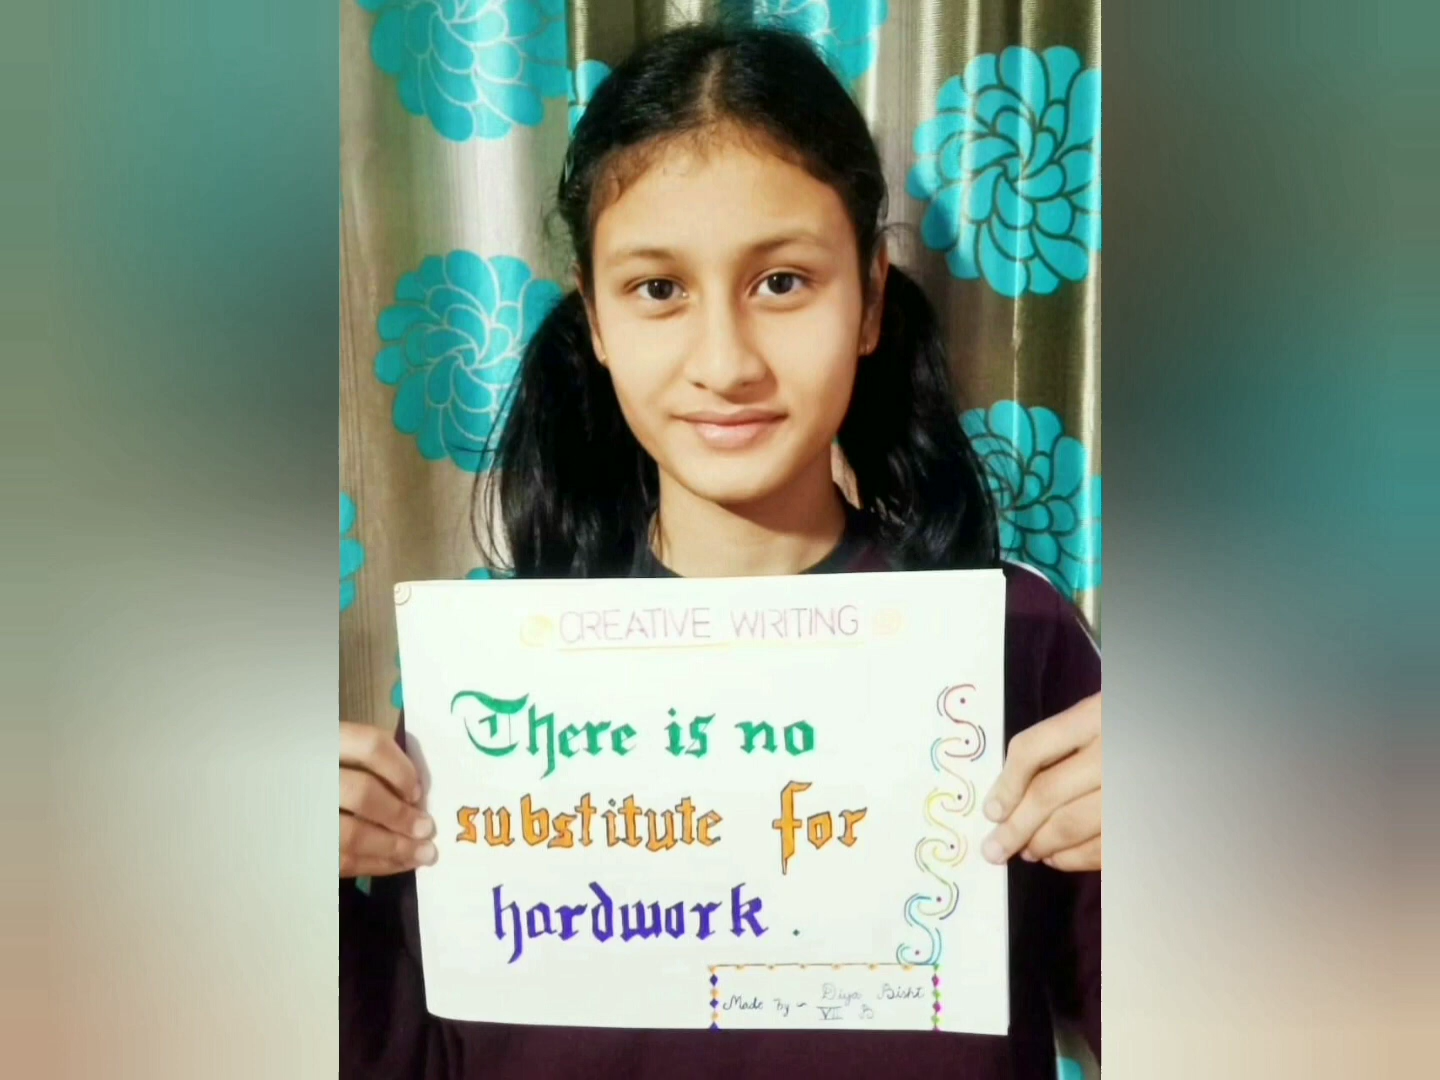 CREATIVE WRITING
There is no
substitute for
hardwork.
Made by ~ Diya Bisht
VII B